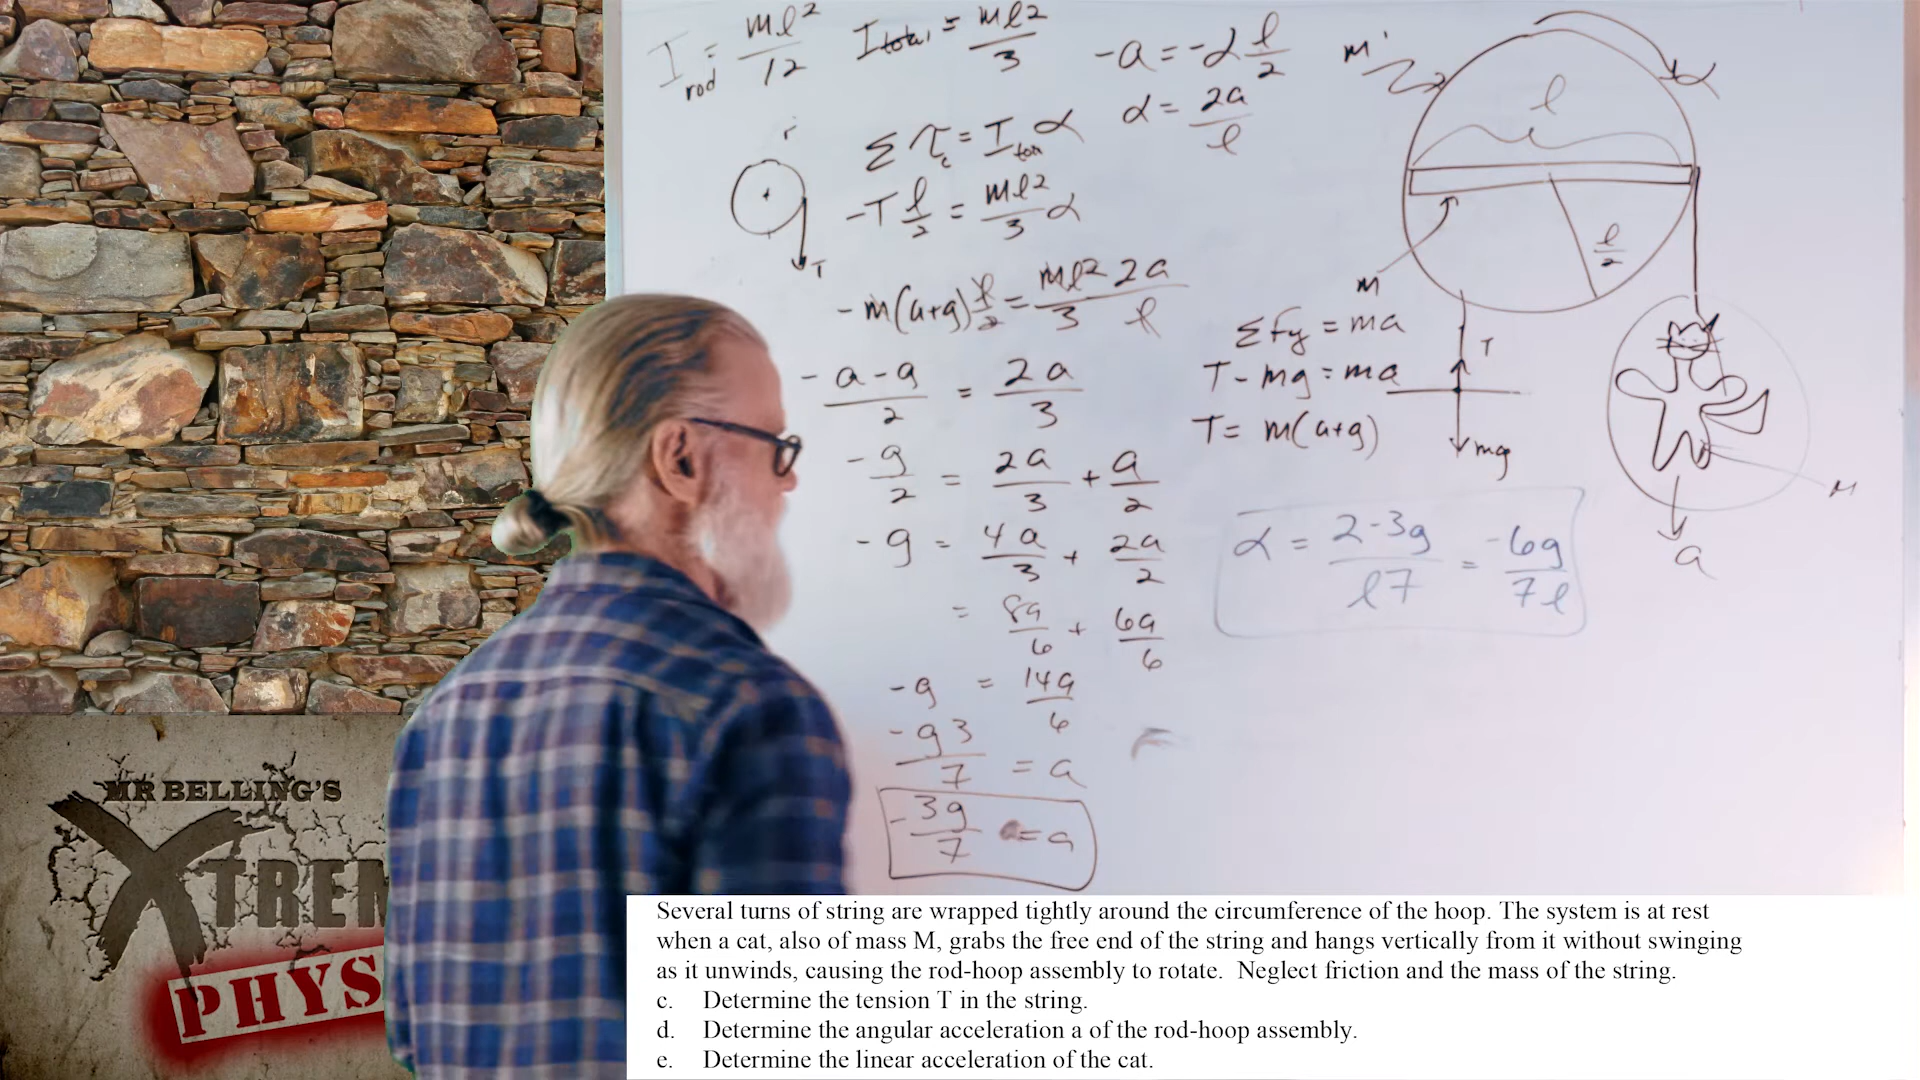 I rod = ml²/12
I total = ml²/3
-a = -α l/2
α = 2a/l
Σ τc = I tot α
-T l/2 = ml²/3 α
r
T
-m(a+g) l/2 = ml²/3 2a/l
-a-g/2 = 2a/3
-g/2 = 2a/3 + a/2
-g = 4a/3 + 2a/2
= 8a/6 + 6a/6
-g = 14a/6
-g3/7 = a
-3g/7 = a
m
α
l
l/2
m
ΣFy = ma
T - mg = ma
T = m(a+g)
T
mg
M
a
α = 2-3g/l7 = -6g/7l
MR BELLING'S
XTREM
PHYS
Several turns of string are wrapped tightly around the circumference of the hoop. The system is at rest
when a cat, also of mass M, grabs the free end of the string and hangs vertically from it without swinging
as it unwinds, causing the rod-hoop assembly to rotate. Neglect friction and the mass of the string.
c. Determine the tension T in the string.
d. Determine the angular acceleration a of the rod-hoop assembly.
e. Determine the linear acceleration of the cat.